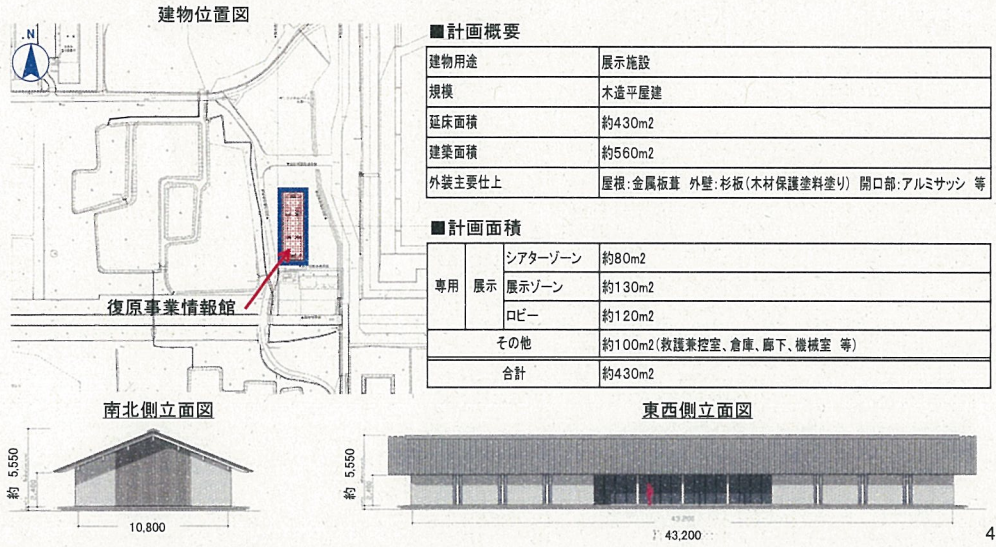 建物位置図
N
復原事業情報館
■計画概要
建物用途 展示施設
規模 木造平屋建
延床面積 約430m2
建築面積 約560m2
外装主要仕上 屋根:金属板葺 外壁:杉板(木材保護塗料塗り) 開口部:アルミサッシ 等
■計画面積
専用 展示 シアターゾーン 約80m2
展示ゾーン 約130m2
ロビー 約120m2
その他 約100m2(救護兼控室、倉庫、廊下、機械室 等)
合計 約430m2
南北側立面図
約 5,550
10,800
東西側立面図
約 5,550
43,200
43,200
4